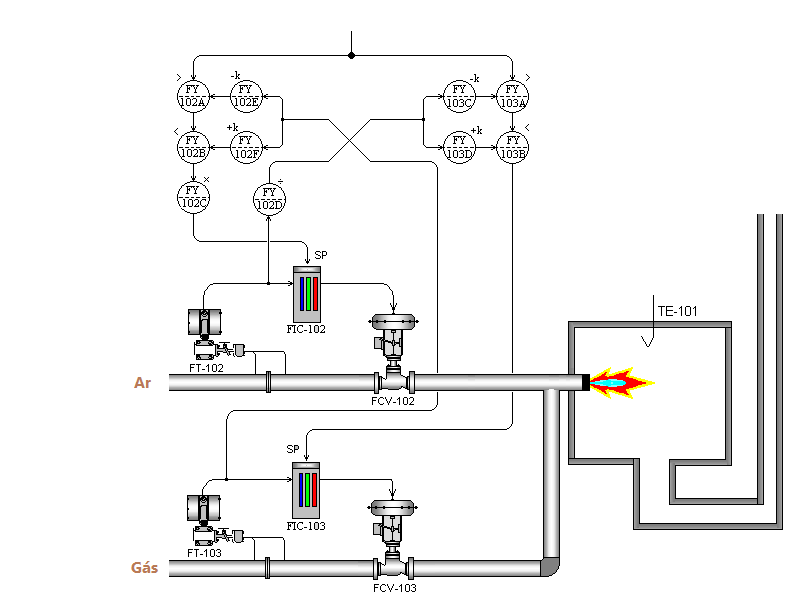 > -k -k >
FY 102A FY 102E FY 103C FY 103A
< +k +k <
FY 102B FY 102F FY 103D FY 103B
× ÷
FY 102C FY 102D
SP
FIC-102
TE-101
FT-102
Ar
FCV-102
SP
FIC-103
FT-103
Gás
FCV-103